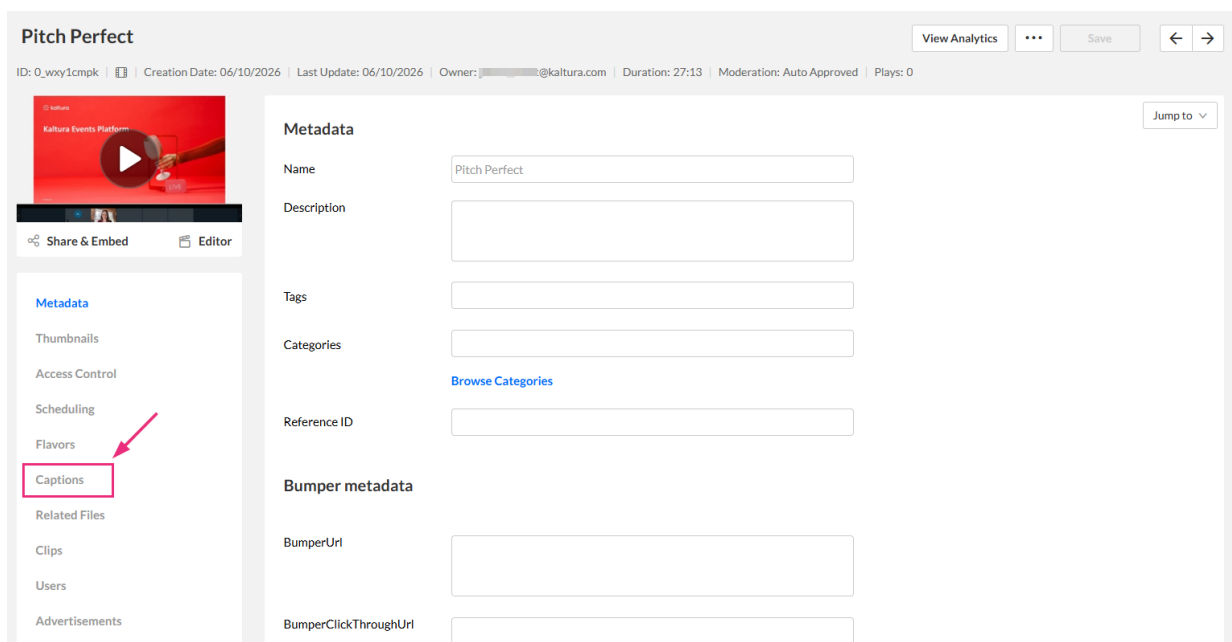 Pitch Perfect
View Analytics
•••
Save
ID: 0_wxy1cmpk | Creation Date: 06/10/2026 | Last Update: 06/10/2026 | Owner: @kaltura.com | Duration: 27:13 | Moderation: Auto Approved | Plays: 0
kaltura
Kaltura Events Platform
LIVE
Share & Embed
Editor
Metadata
Thumbnails
Access Control
Scheduling
Flavors
Captions
Related Files
Clips
Users
Advertisements
Jump to
Metadata
Name
Pitch Perfect
Description
Tags
Categories
Browse Categories
Reference ID
Bumper metadata
BumperUrl
BumperClickThroughUrl